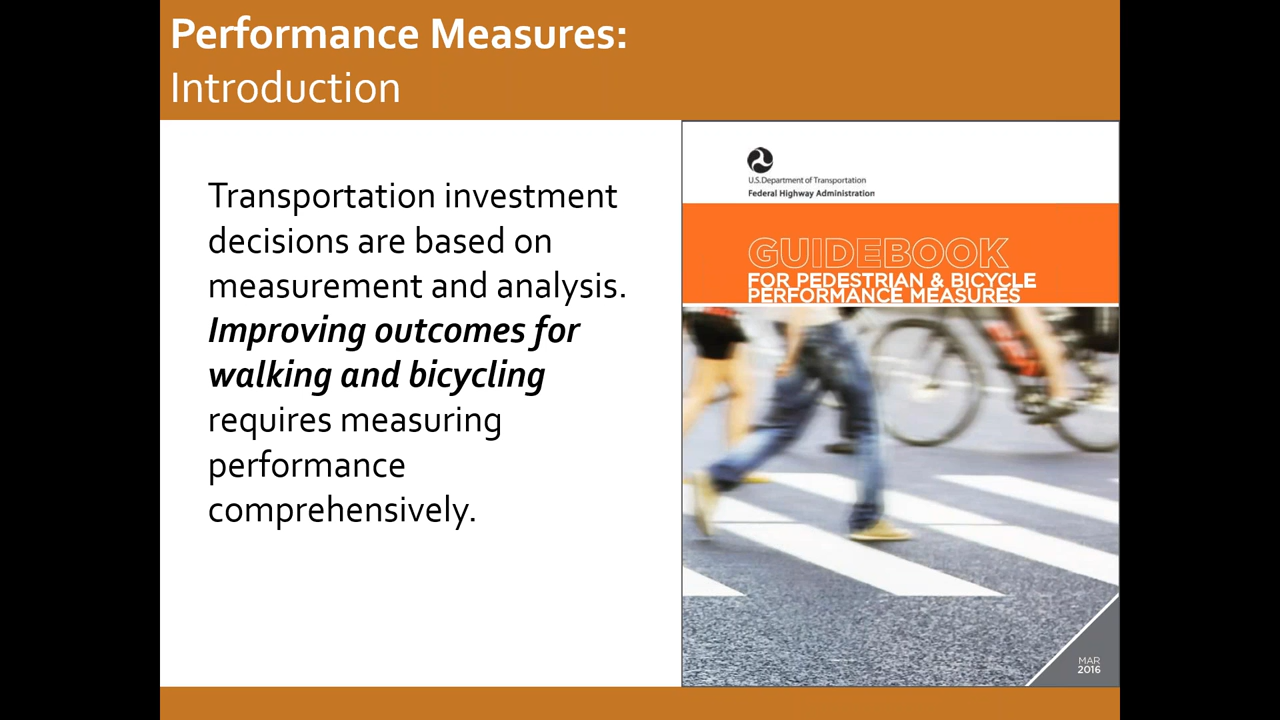 Performance Measures:
Introduction
Transportation investment
decisions are based on
measurement and analysis.
Improving outcomes for
walking and bicycling
requires measuring
performance
comprehensively.
U.S.Department of Transportation
Federal Highway Administration
GUIDEBOOK
FOR PEDESTRIAN & BICYCLE
PERFORMANCE MEASURES
MAR
2016